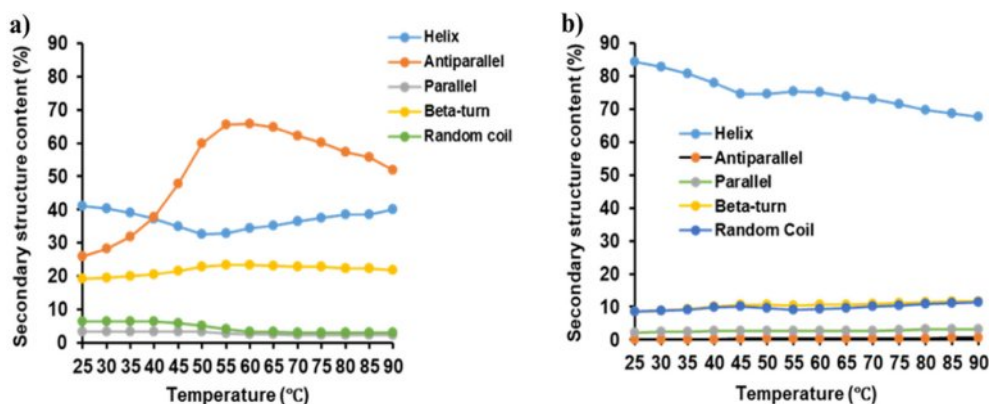 a)
Secondary structure content (%)
90
80
70
60
50
40
30
20
10
0
25 30 35 40 45 50 55 60 65 70 75 80 85 90
Temperature (℃)
Helix
Antiparallel
Parallel
Beta-turn
Random coil
b)
Secondary structure content (%)
90
80
70
60
50
40
30
20
10
0
25 30 35 40 45 50 55 60 65 70 75 80 85 90
Temperature (℃)
Helix
Antiparallel
Parallel
Beta-turn
Random Coil